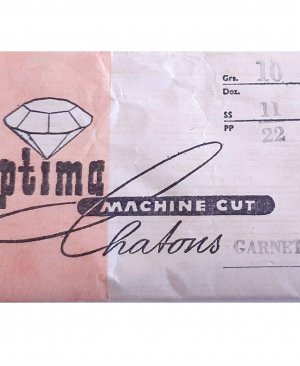 Grs. 10
Doz.
SS 11
PP 22
ptima
MACHINE CUT
Chatons
GARNET